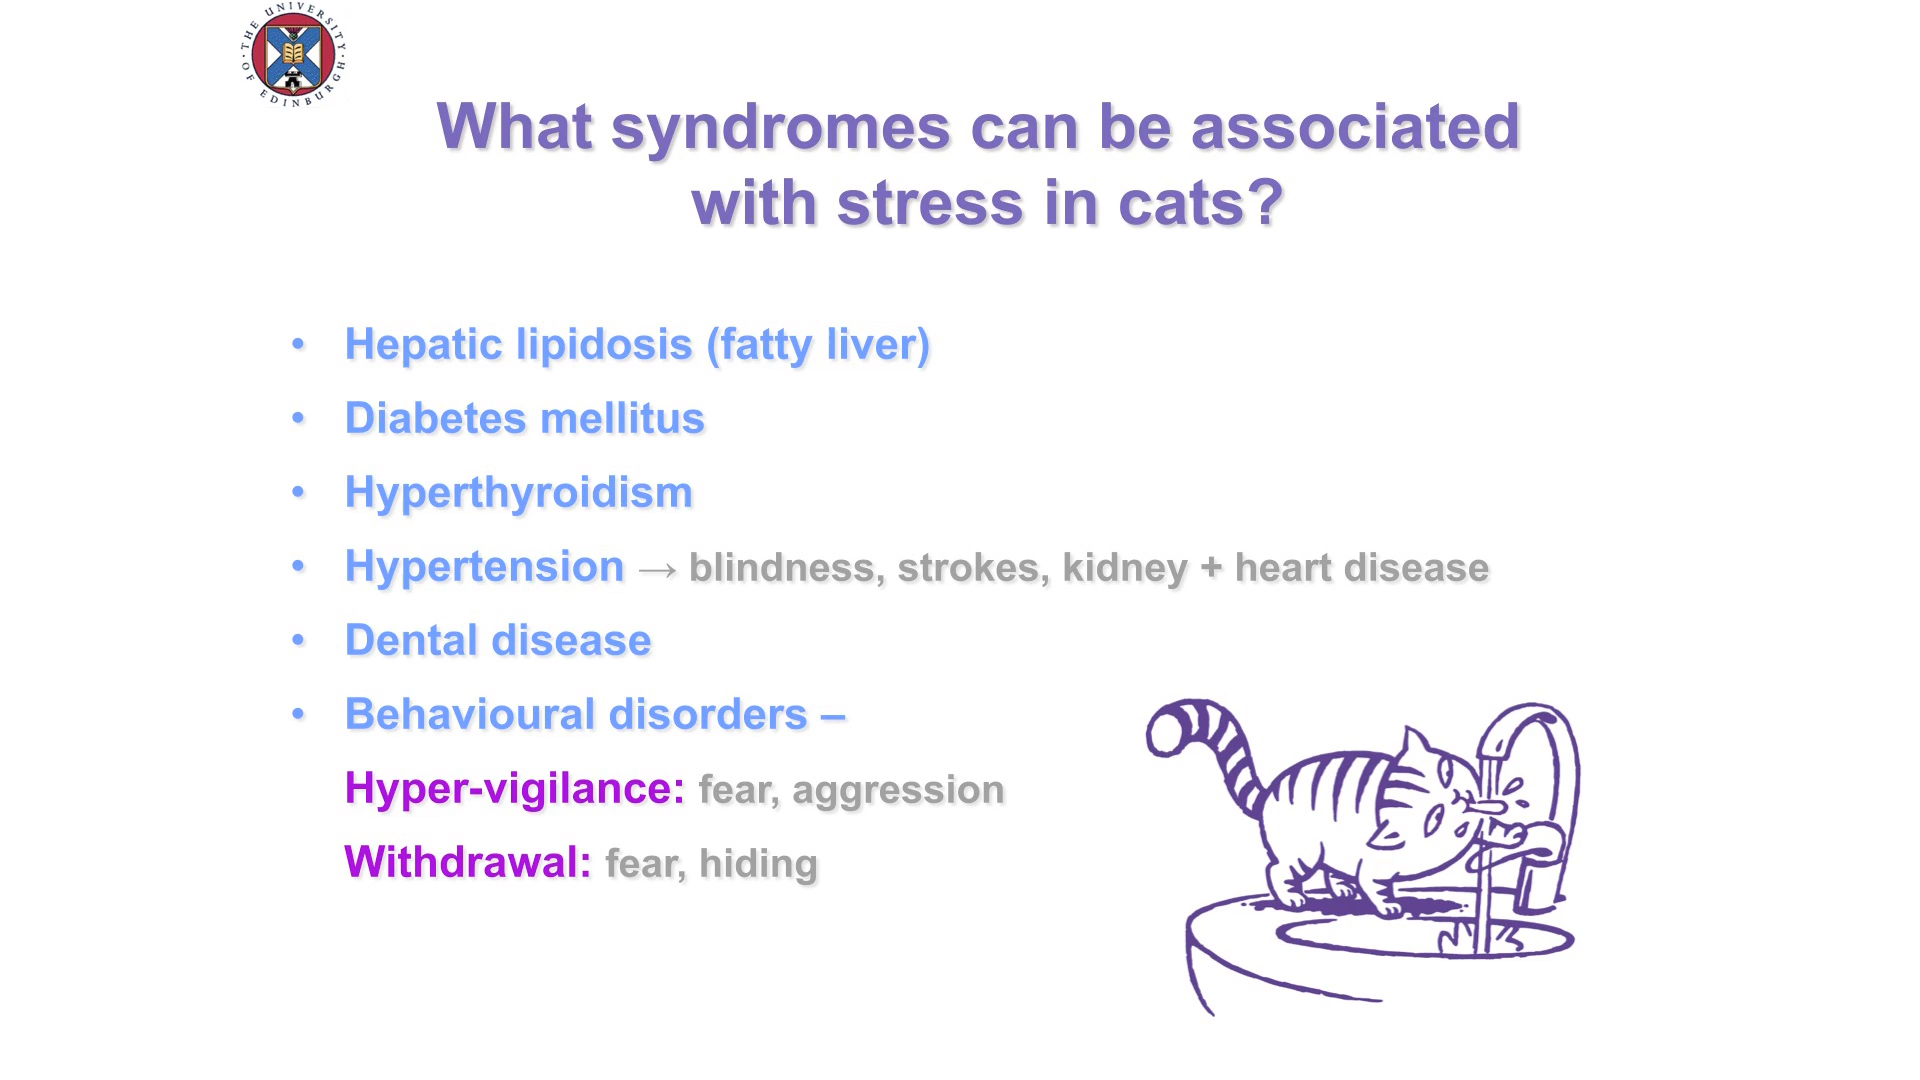 THE UNIVERSITY OF EDINBURGH
What syndromes can be associated
with stress in cats?
• Hepatic lipidosis (fatty liver)
• Diabetes mellitus
• Hyperthyroidism
• Hypertension → blindness, strokes, kidney + heart disease
• Dental disease
• Behavioural disorders –
Hyper-vigilance: fear, aggression
Withdrawal: fear, hiding